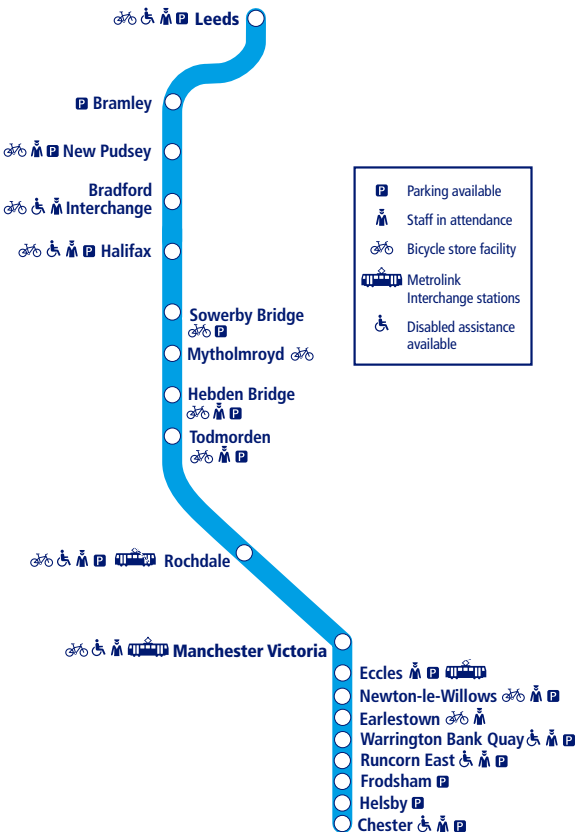 Leeds
P Bramley
New Pudsey
Bradford
Interchange
Halifax
P Parking available
Staff in attendance
Bicycle store facility
Metrolink
Interchange stations
Disabled assistance
available
Sowerby Bridge
P
Mytholmroyd
Hebden Bridge
P
Todmorden
P
P Rochdale
Manchester Victoria
Eccles P
Newton-le-Willows P
Earlestown
Warrington Bank Quay P
Runcorn East P
Frodsham P
Helsby P
Chester P